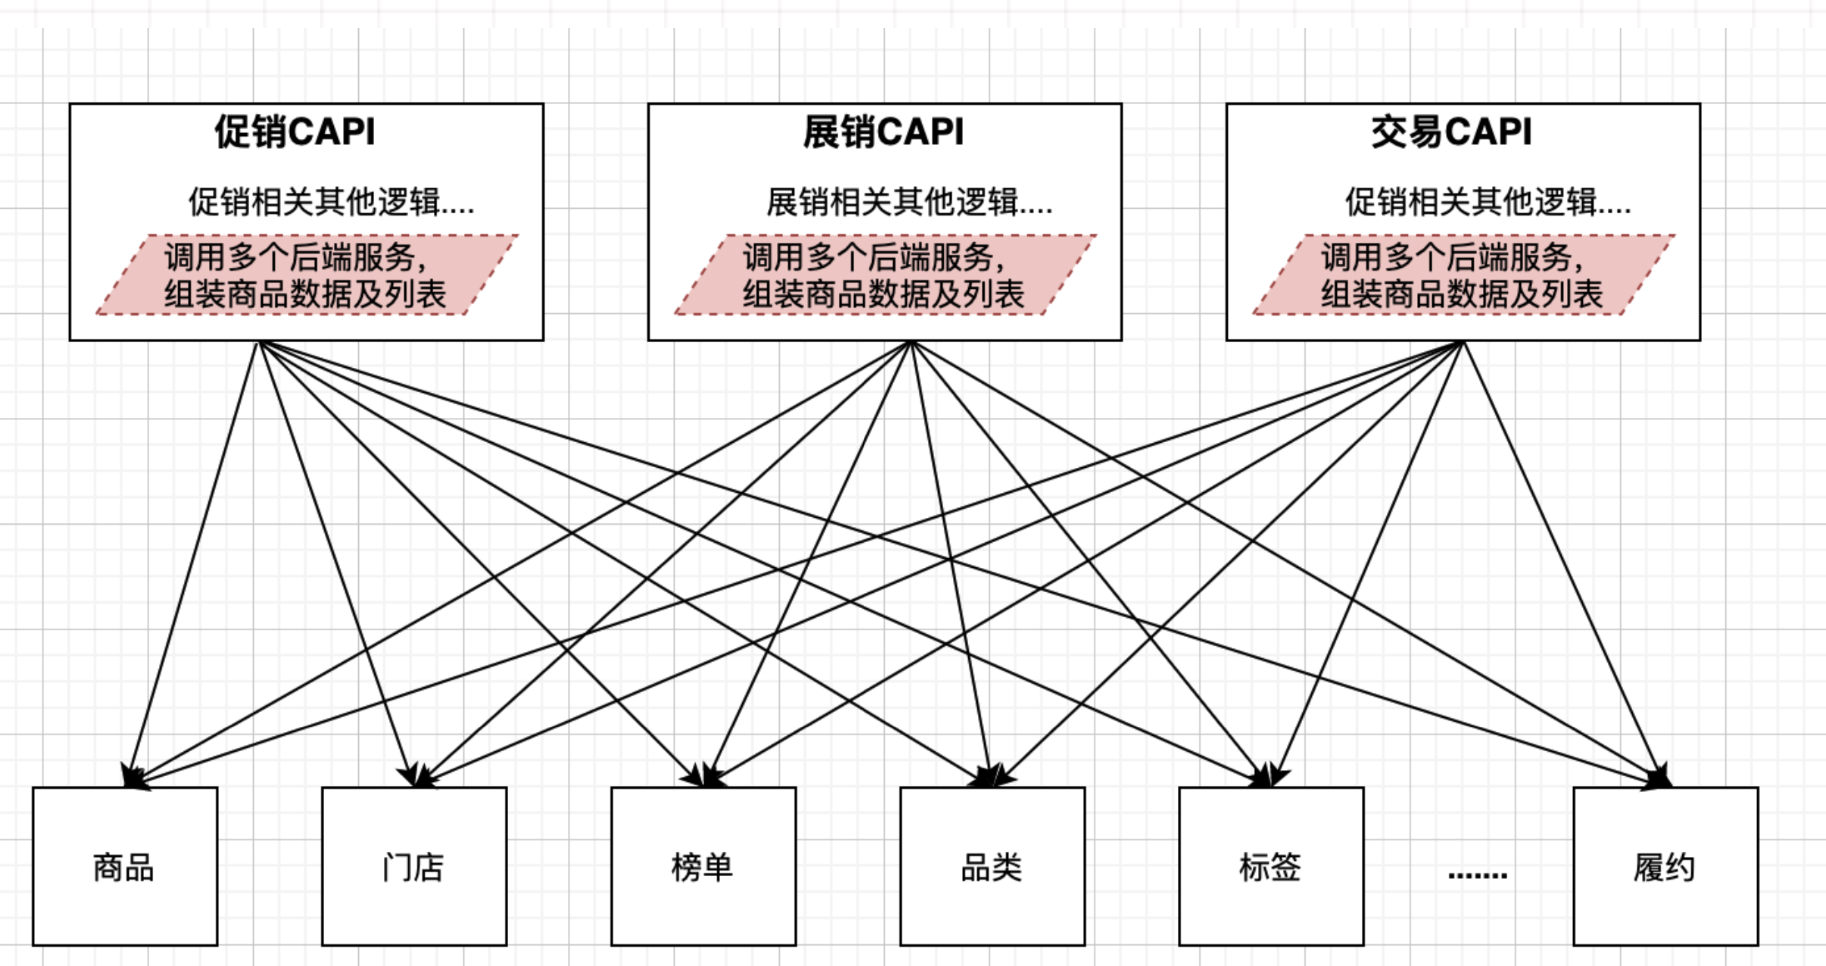 促销CAPI
促销相关其他逻辑....
调用多个后端服务，
组装商品数据及列表
展销CAPI
展销相关其他逻辑....
调用多个后端服务，
组装商品数据及列表
交易CAPI
促销相关其他逻辑....
调用多个后端服务，
组装商品数据及列表
商品
门店
榜单
品类
标签
.......
履约